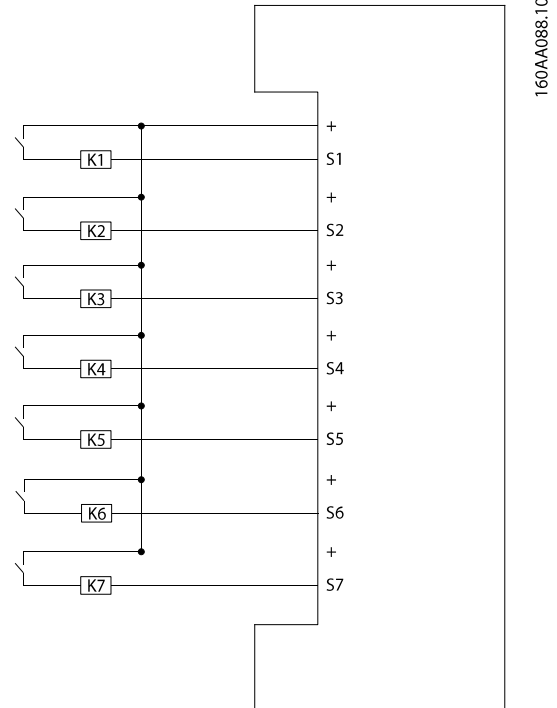 160AA088.10
+
K1 S1
+
K2 S2
+
K3 S3
+
K4 S4
+
K5 S5
+
K6 S6
+
K7 S7